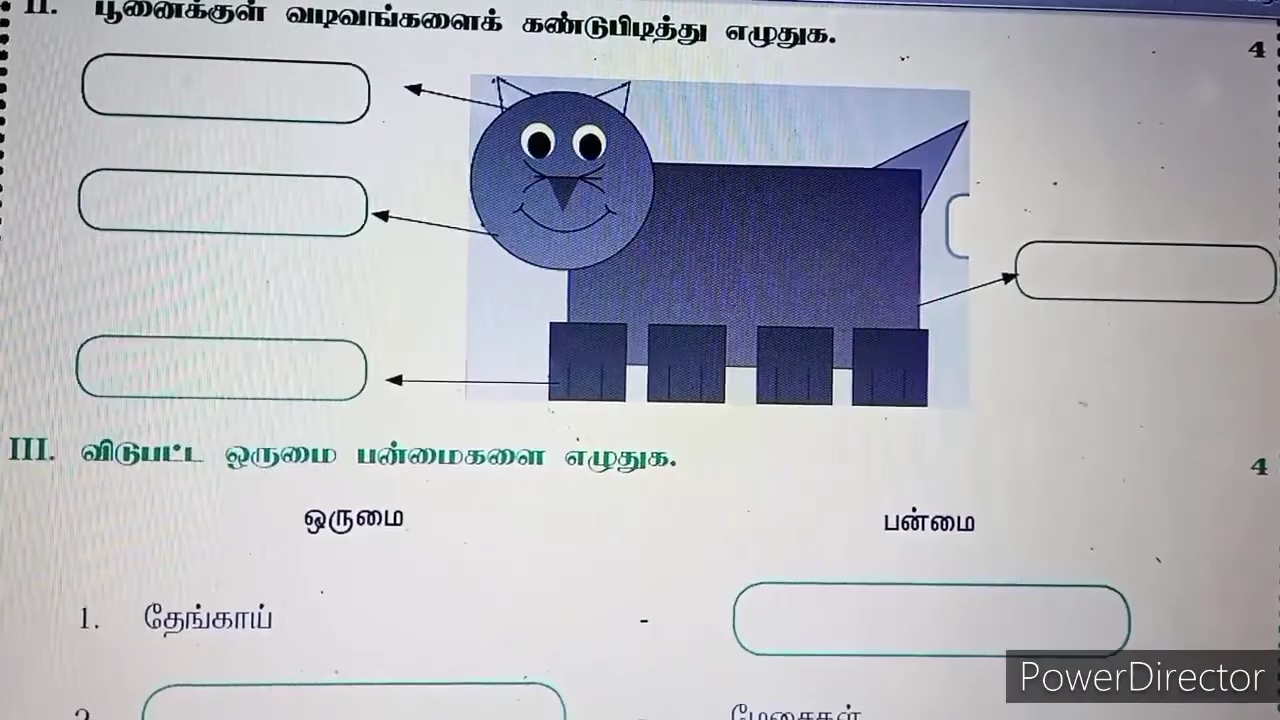 II. பூனைக்குள் வடிவங்களைக் கண்டுபிடித்து எழுதுக. 4
III. விடுபட்ட ஒருமை பன்மைகளை எழுதுக. 4
ஒருமை பன்மை
1. தேங்காய் -
2. - மேசைகள்
PowerDirector